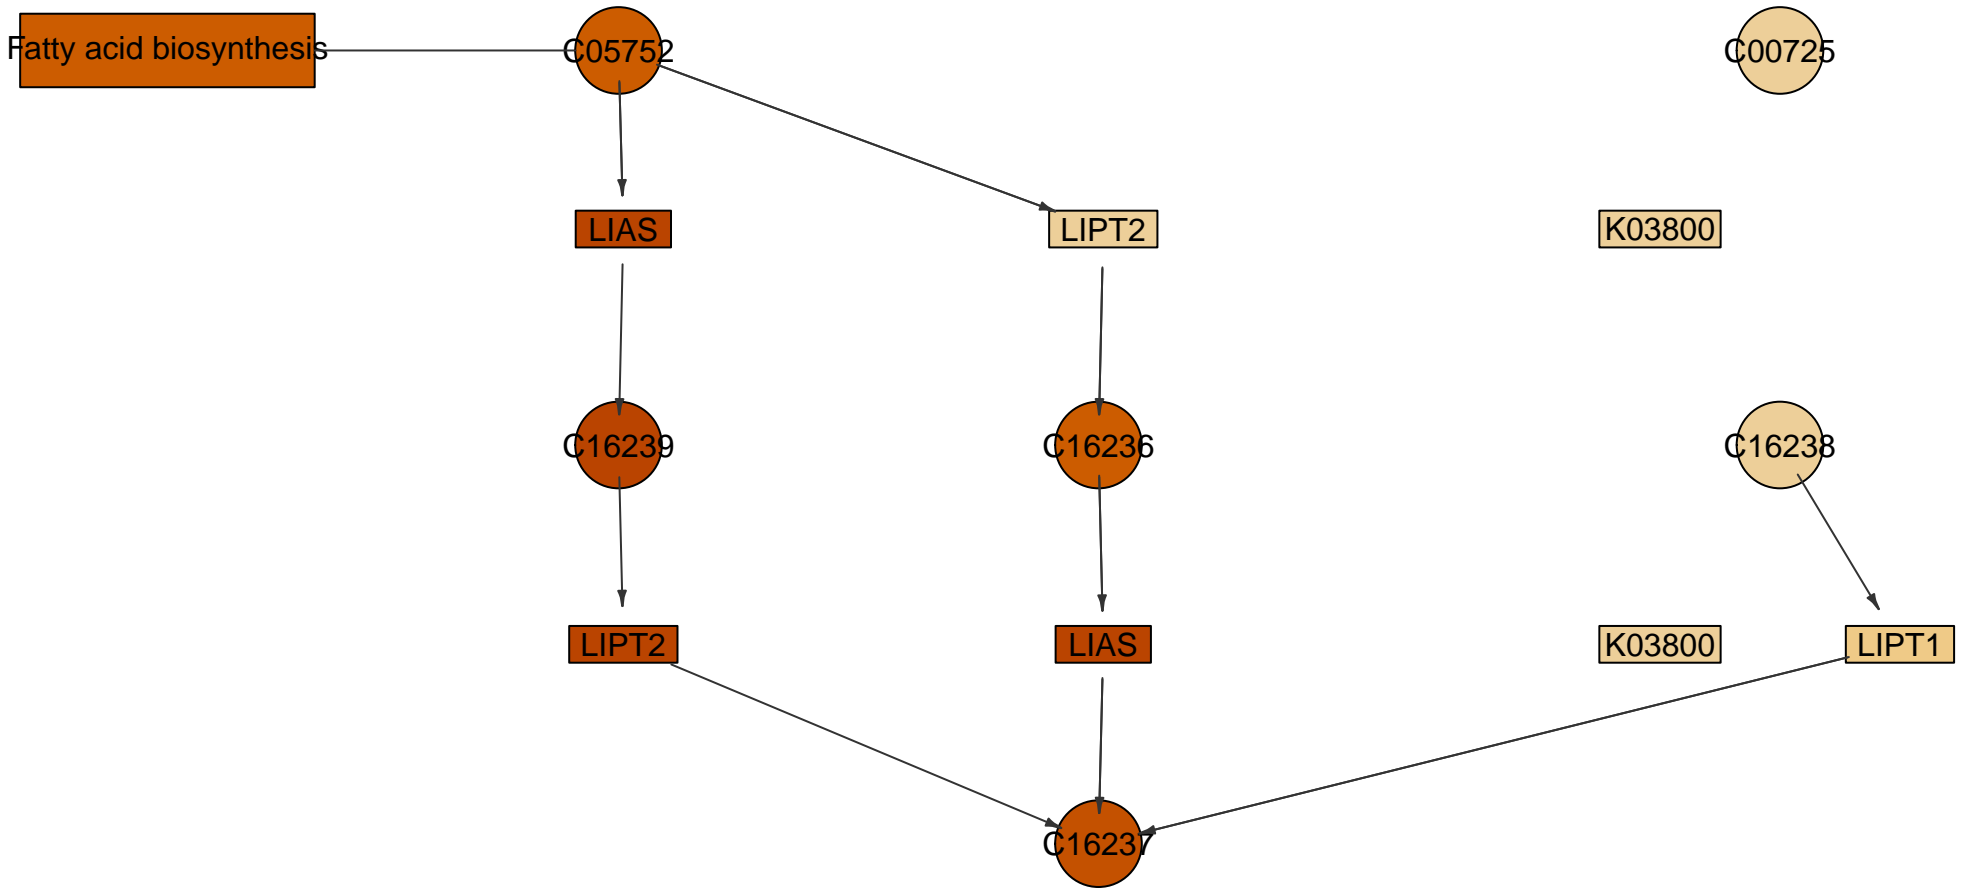 Fatty acid biosynthesis
C05752
C00725
LIAS
LIPT2
K03800
C16239
C16236
C16238
LIPT2
LIAS
K03800
LIPT1
C16237